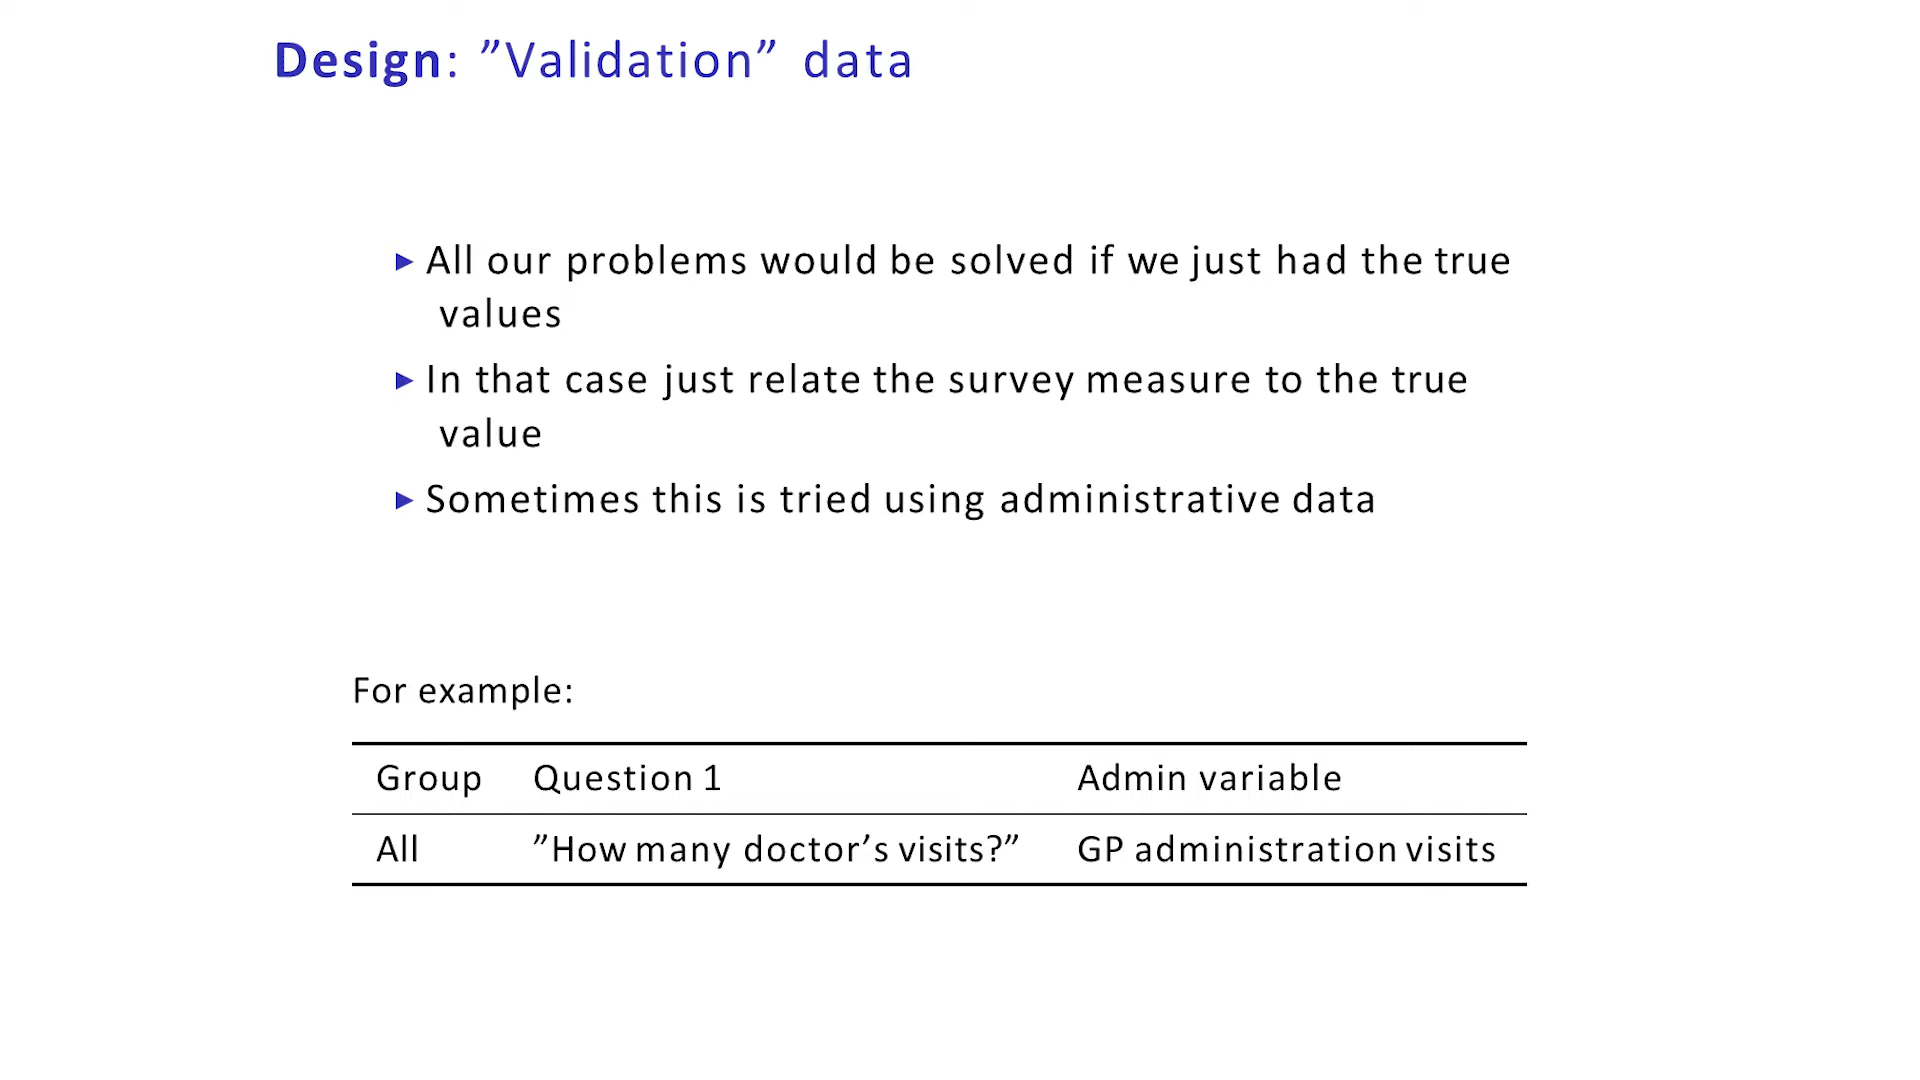 Design: ”Validation” data
▶ All our problems would be solved if we just had the true
values
▶ In that case just relate the survey measure to the true
value
▶ Sometimes this is tried using administrative data
For example:
Group Question 1 Admin variable
All ”How many doctor’s visits?” GP administration visits